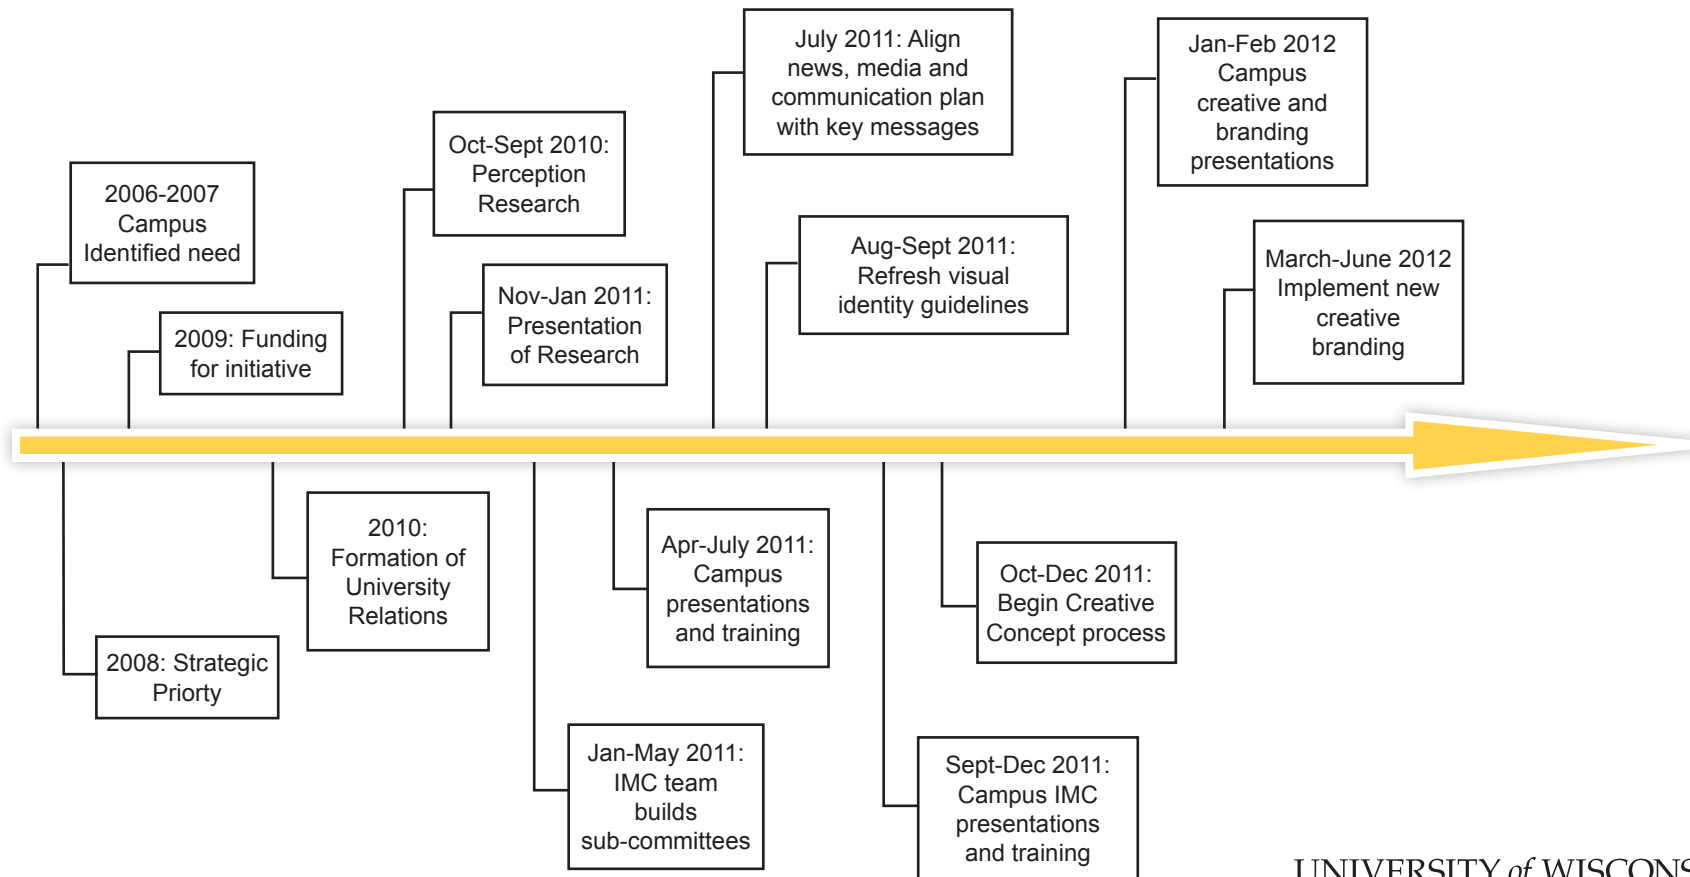 2006-2007
Campus
Identified need
2009: Funding
for initiative
Oct-Sept 2010:
Perception
Research
Nov-Jan 2011:
Presentation
of Research
July 2011: Align
news, media and
communication plan
with key messages
Aug-Sept 2011:
Refresh visual
identity guidelines
Jan-Feb 2012
Campus
creative and
branding
presentations
March-June 2012
Implement new
creative
branding
2008: Strategic
Priorty
2010:
Formation of
University
Relations
Jan-May 2011:
IMC team
builds
sub-committees
Apr-July 2011:
Campus
presentations
and training
Sept-Dec 2011:
Campus IMC
presentations
and training
Oct-Dec 2011:
Begin Creative
Concept process
UNIVERSITY of WISCONS